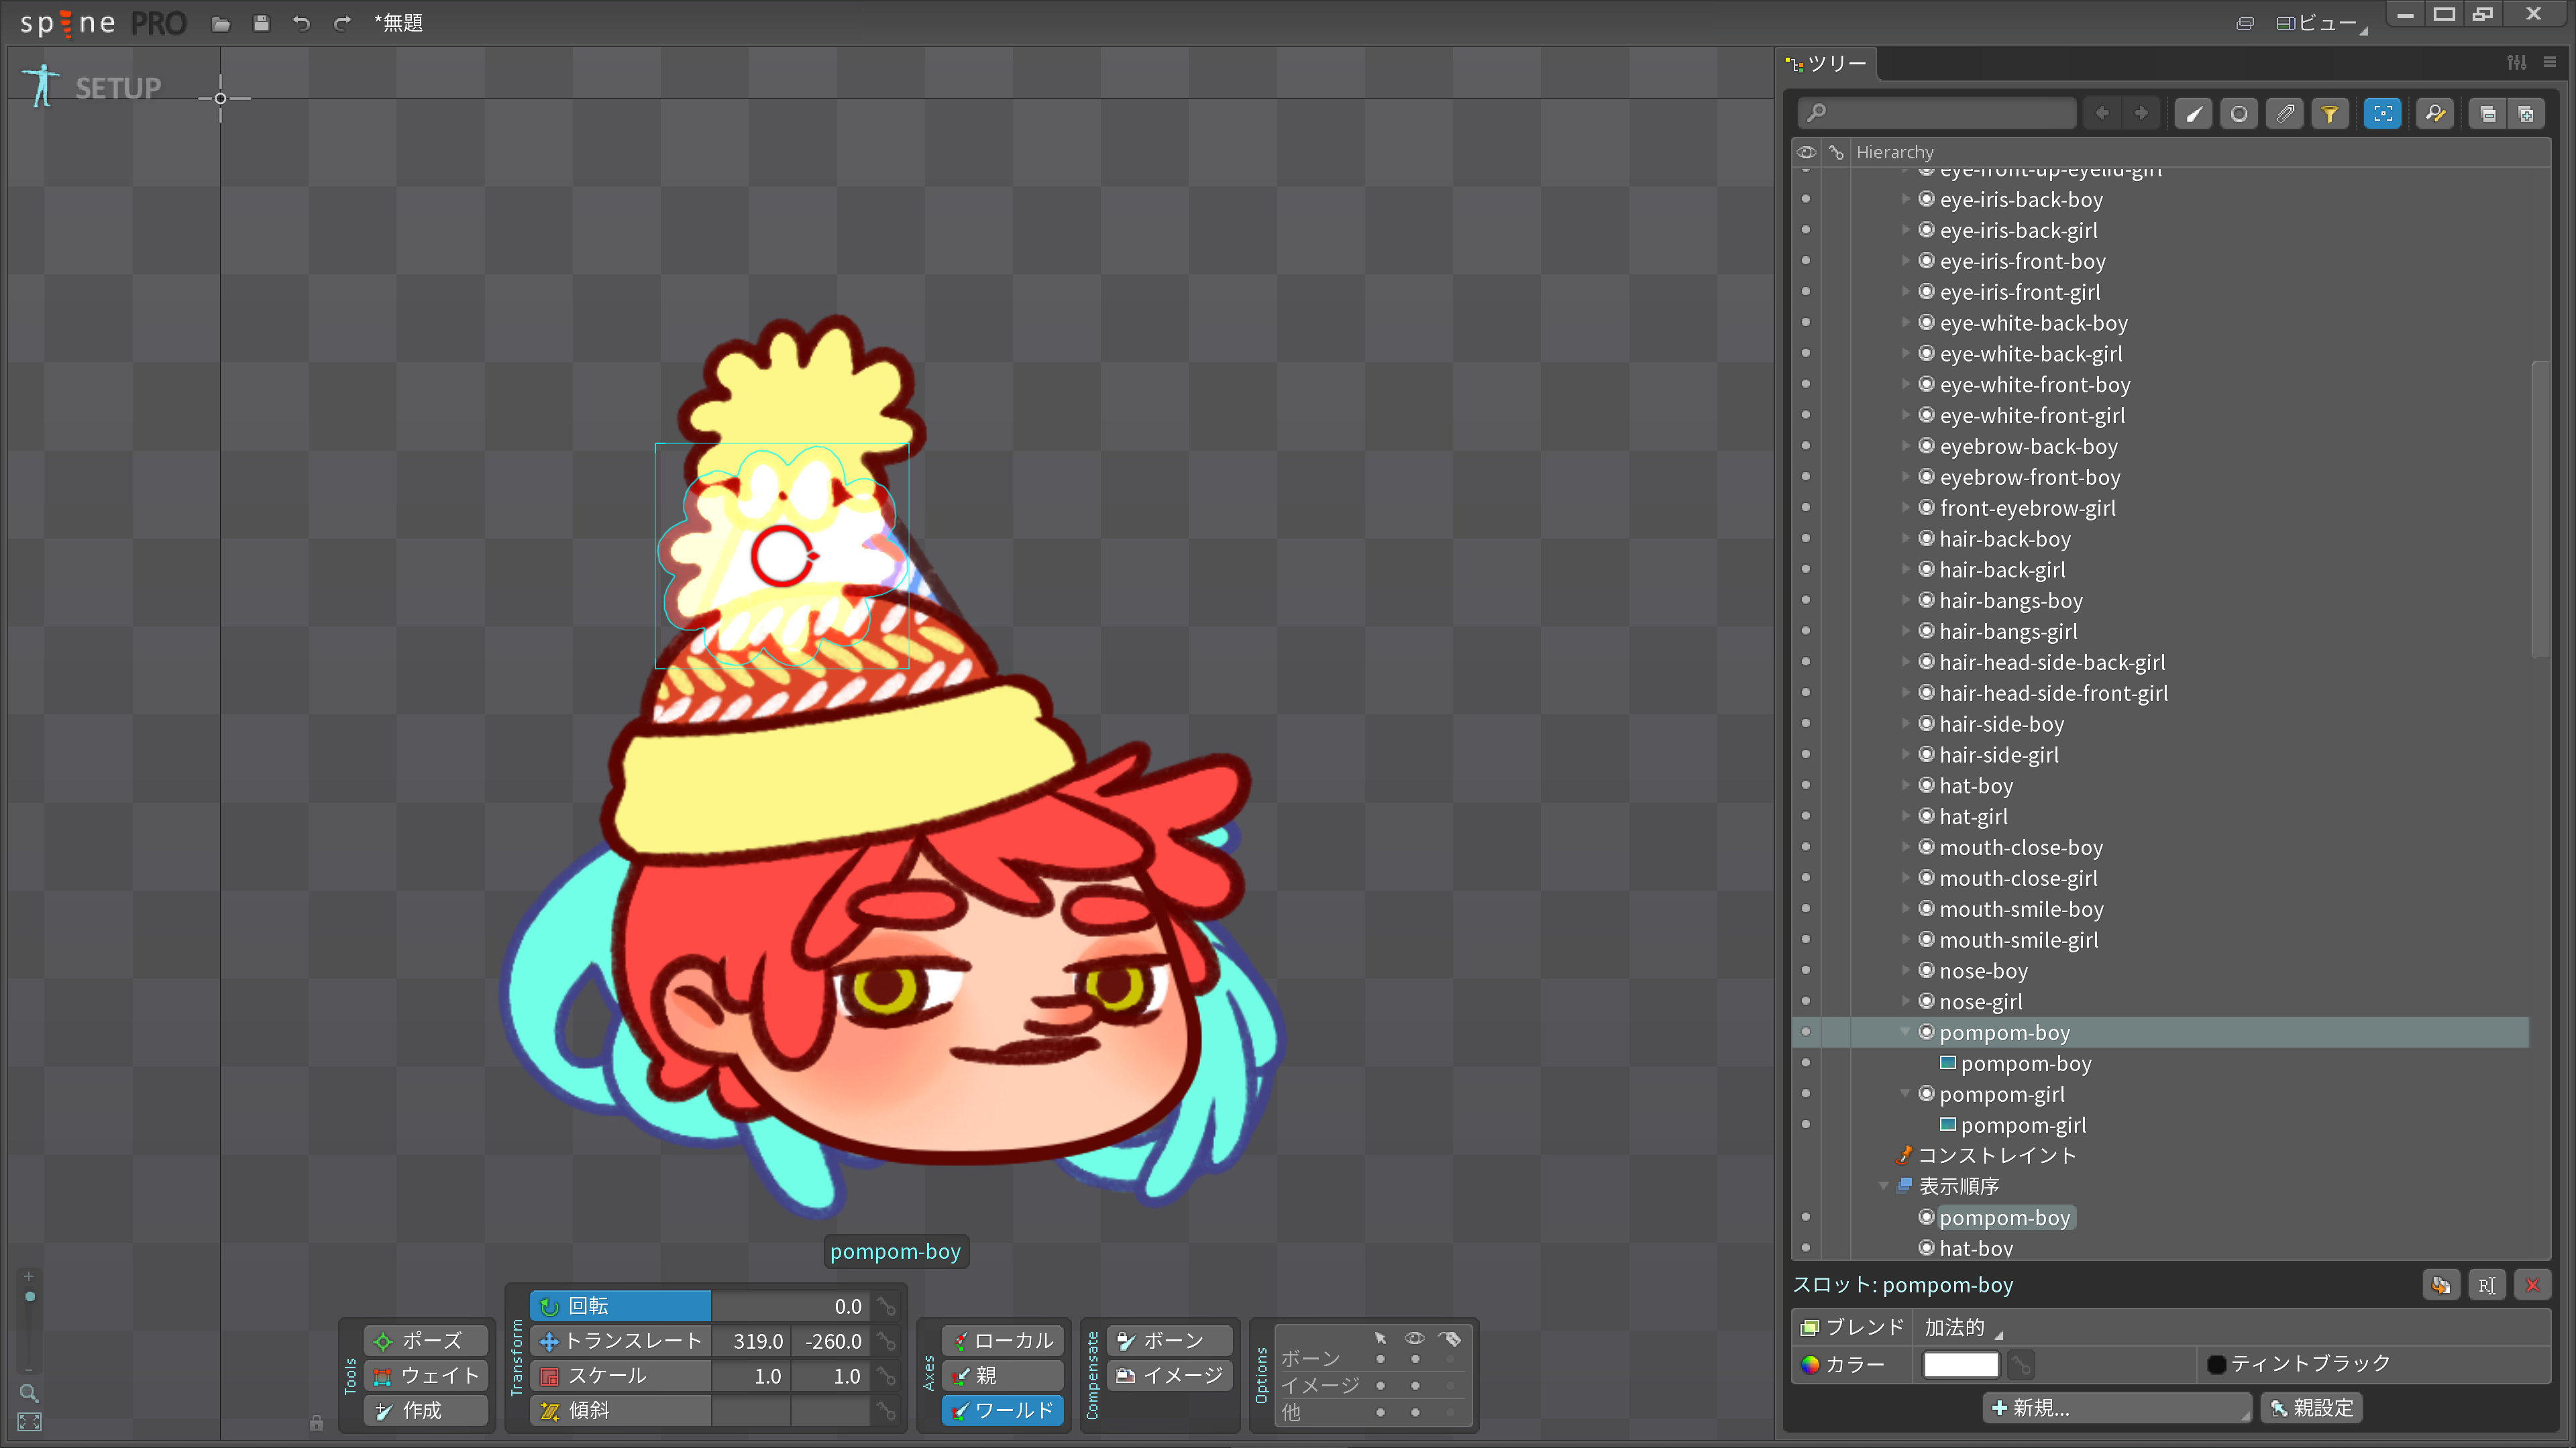 spine PRO
*無題
ビュー
SETUP
ツリー
Hierarchy
eye-front-up-eyelid-girl
eye-iris-back-boy
eye-iris-back-girl
eye-iris-front-boy
eye-iris-front-girl
eye-white-back-boy
eye-white-back-girl
eye-white-front-boy
eye-white-front-girl
eyebrow-back-boy
eyebrow-front-boy
front-eyebrow-girl
hair-back-boy
hair-back-girl
hair-bangs-boy
hair-bangs-girl
hair-head-side-back-girl
hair-head-side-front-girl
hair-side-boy
hair-side-girl
hat-boy
hat-girl
mouth-close-boy
mouth-close-girl
mouth-smile-boy
mouth-smile-girl
nose-boy
nose-girl
pompom-boy
pompom-boy
pompom-girl
pompom-girl
コンストレイント
表示順序
pompom-boy
hat-boy
スロット: pompom-boy
ブレンド 加法的
カラー ティントブラック
新規... 親設定
pompom-boy
Tools
ポーズ
ウェイト
作成
Transform
回転 0.0
トランスレート 319.0 -260.0
スケール 1.0 1.0
傾斜
Axes
ローカル
親
ワールド
Compensate
ボーン
イメージ
Options
ボーン
イメージ
他